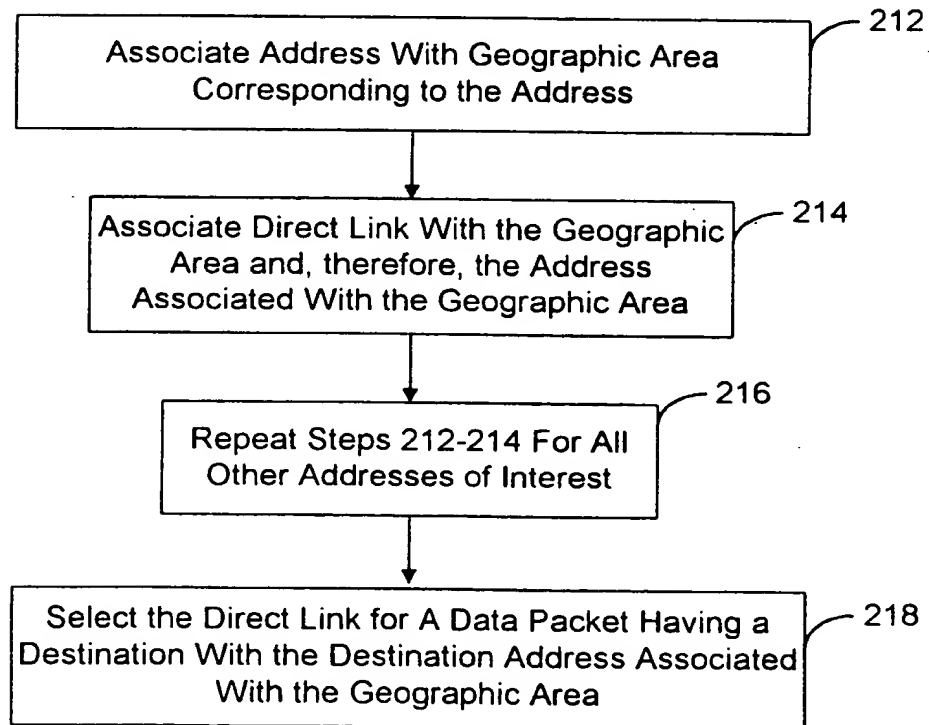 212
Associate Address With Geographic Area
Corresponding to the Address
214
Associate Direct Link With the Geographic
Area and, therefore, the Address
Associated With the Geographic Area
216
Repeat Steps 212-214 For All
Other Addresses of Interest
218
Select the Direct Link for A Data Packet Having a
Destination With the Destination Address Associated
With the Geographic Area